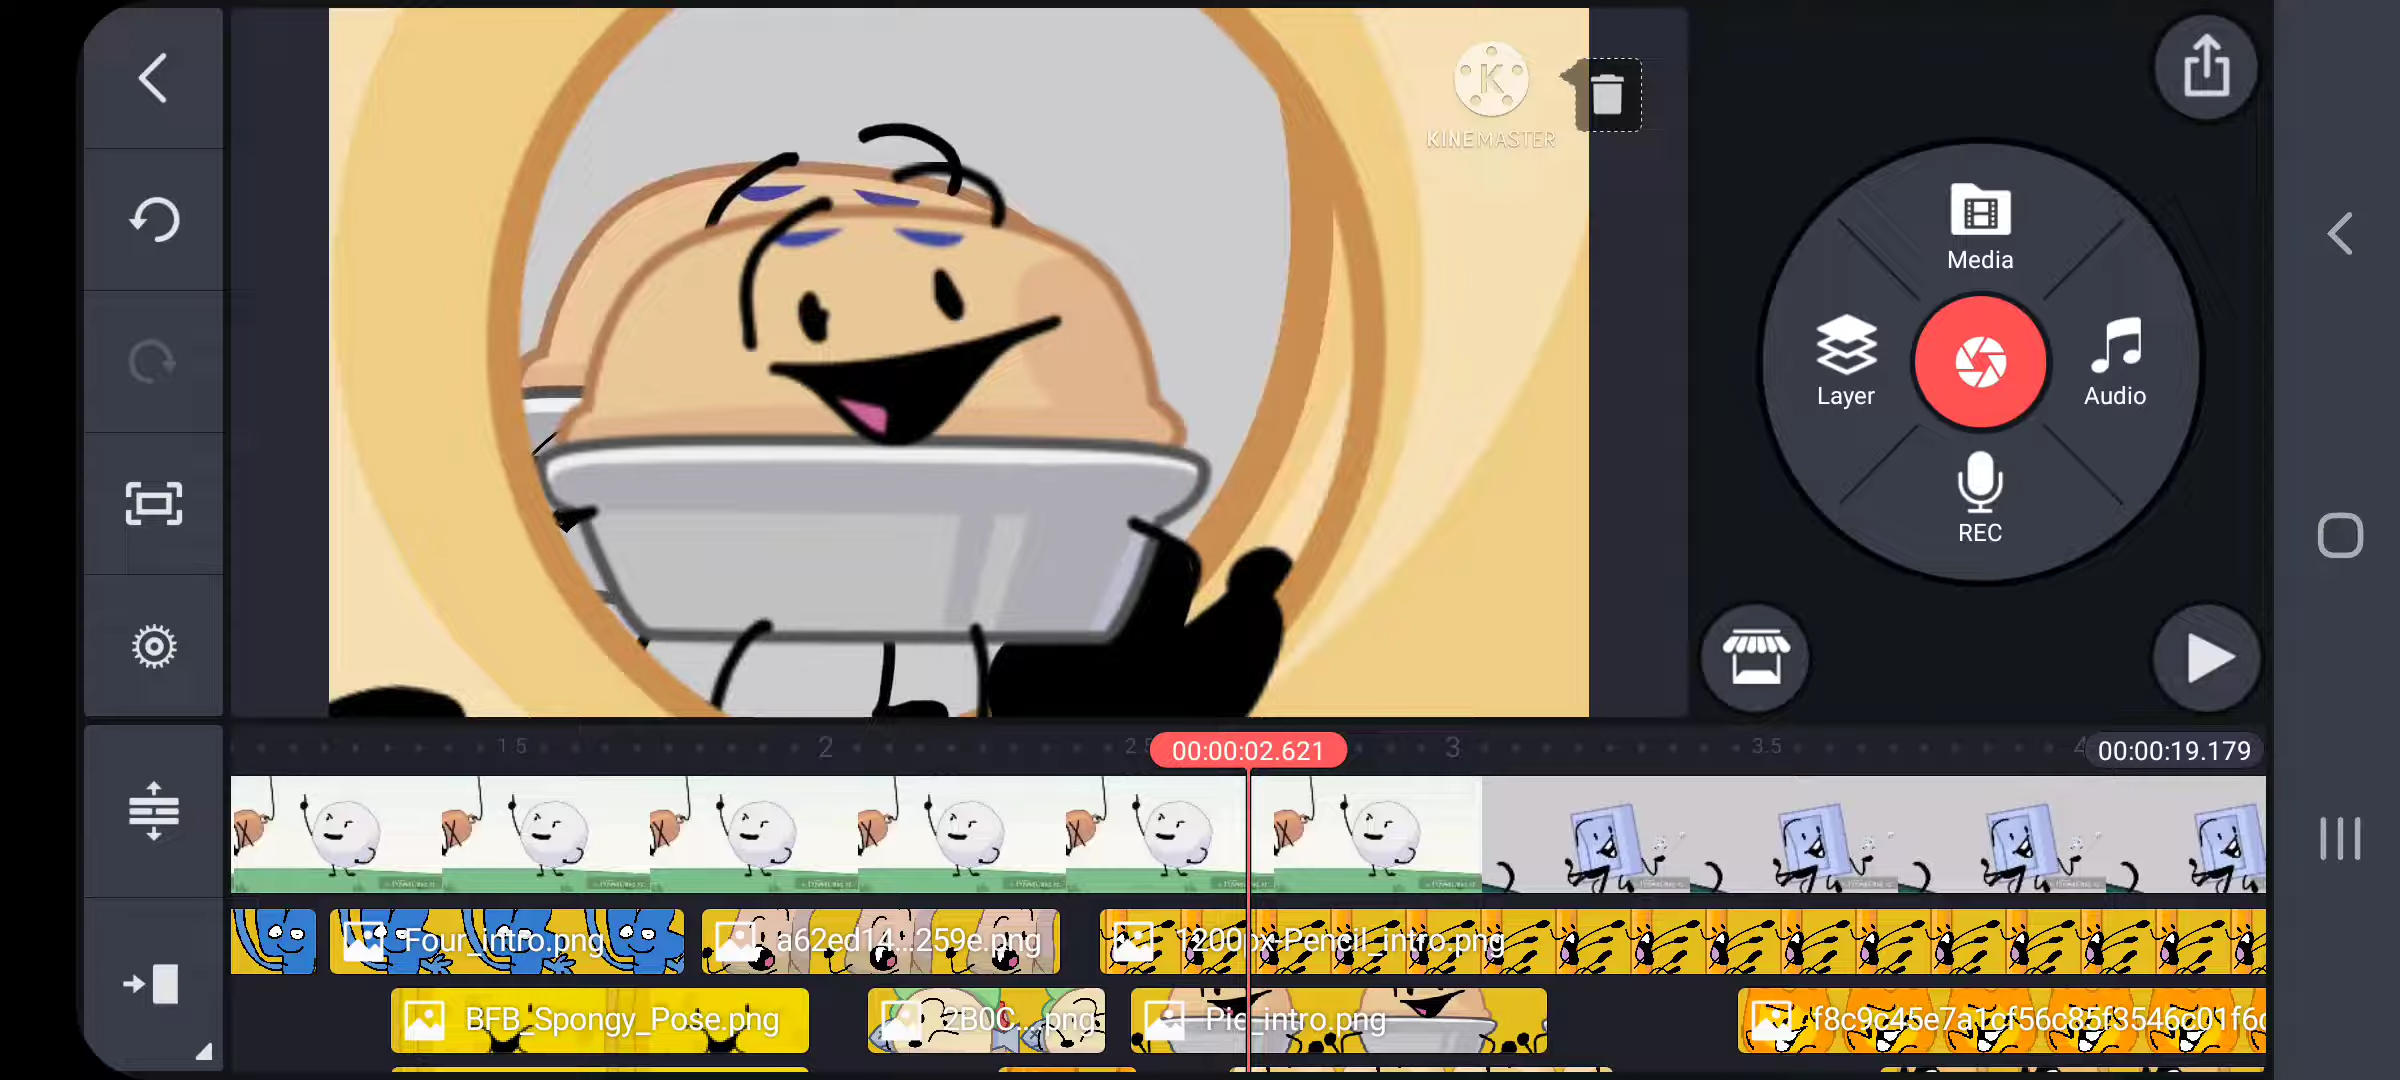 KINEMASTER
Media
Layer
Audio
REC
1.5
2
2.5
00:00:02.621
3
3.5
4
00:00:19.179
Four_intro.png
a62ed14...259e.png
1200px-Pencil_intro.png
BFB_Spongy_Pose.png
2B0C....png
Pie_intro.png
f8c9c45e7a1cf56c85f3546c01f6c